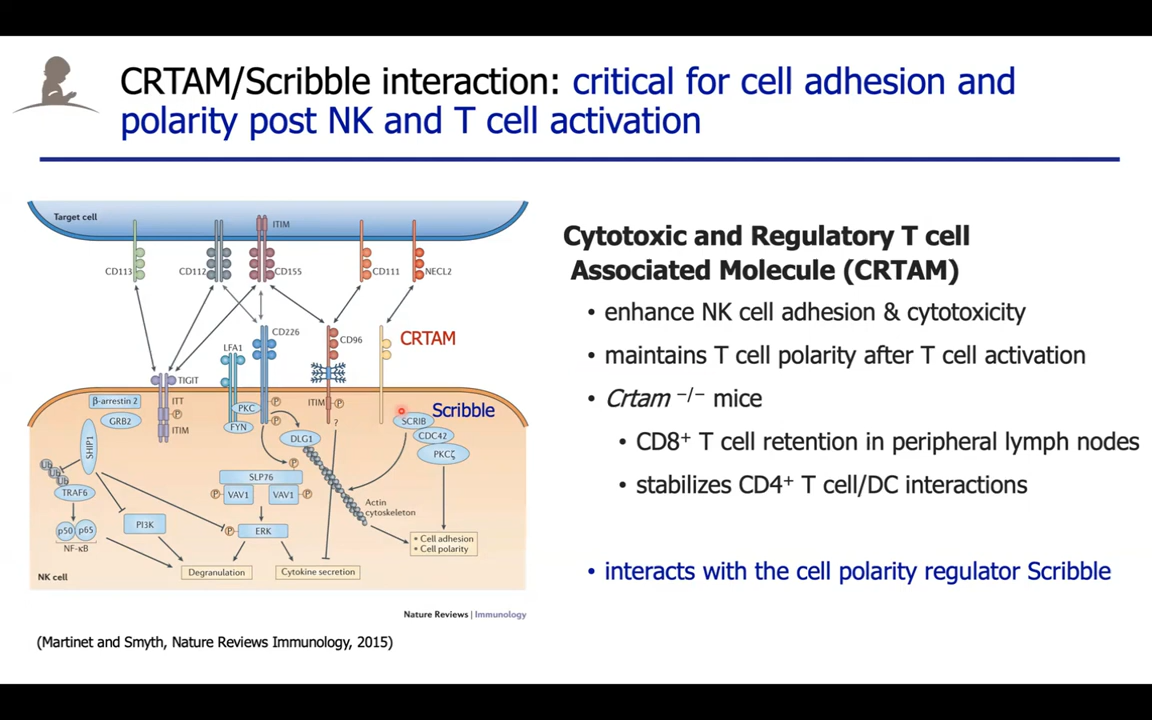 CRTAM/Scribble interaction: critical for cell adhesion and
polarity post NK and T cell activation
Target cell
ITIM
CD113
CD112
CD155
CD111
NECL2
CD226
LFA1
CD96
CRTAM
TIGIT
β-arrestin 2
ITT
P
GRB2
ITIM
SHIP1
PKC
P
FYN
P
ITIM
P
?
Scribble
SCRIB
CDC42
PKCζ
DLG1
Ub
Ub
Ub
TRAF6
P
SLP76
P
VAV1
VAV1
P
Actin
cytoskeleton
p50
p65
NF-κB
PI3K
P
ERK
• Cell adhesion
• Cell polarity
Degranulation
Cytokine secretion
NK cell
Nature Reviews | Immunology
(Martinet and Smyth, Nature Reviews Immunology, 2015)
Cytotoxic and Regulatory T cell
Associated Molecule (CRTAM)
• enhance NK cell adhesion & cytotoxicity
• maintains T cell polarity after T cell activation
• Crtam −/− mice
• CD8⁺ T cell retention in peripheral lymph nodes
• stabilizes CD4⁺ T cell/DC interactions
• interacts with the cell polarity regulator Scribble